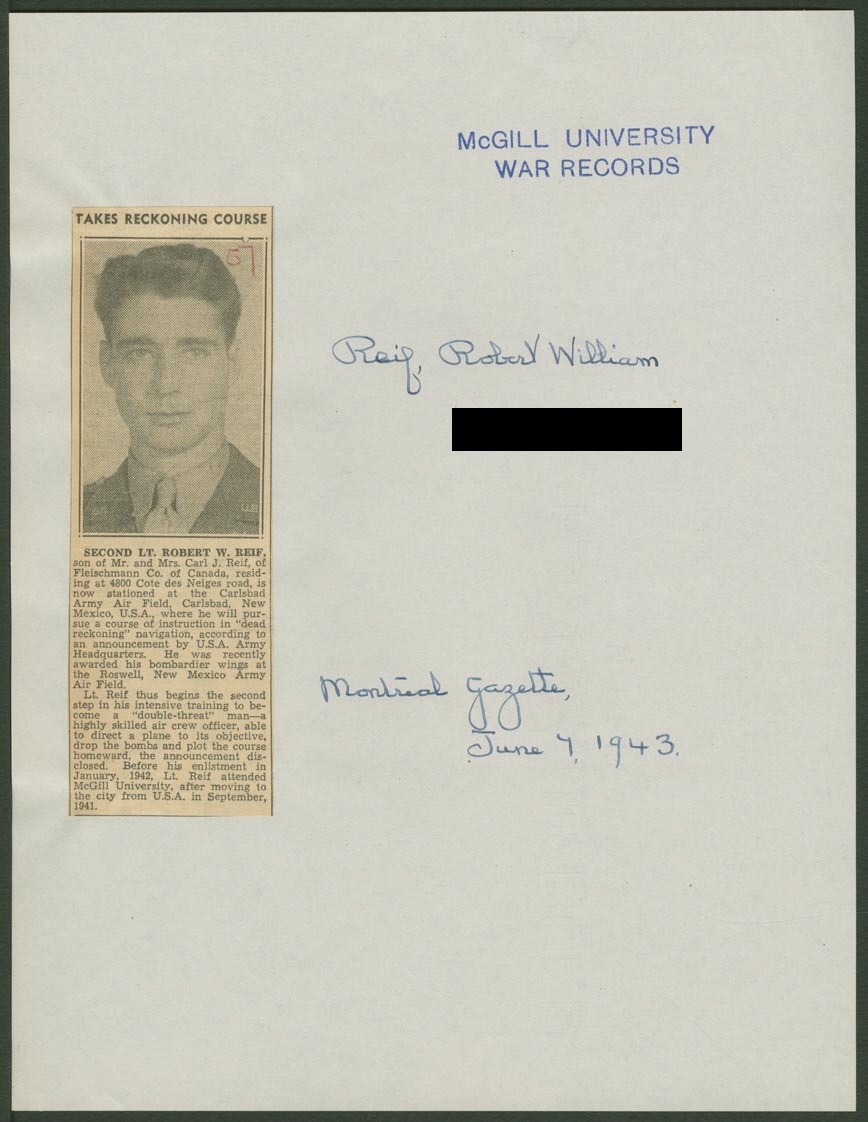 McGILL UNIVERSITY
WAR RECORDS
TAKES RECKONING COURSE
57
Reif, Robert William
SECOND LT. ROBERT W. REIF,
son of Mr. and Mrs. Carl J. Reif, of
Fleischmann Co. of Canada, resid-
ing at 4800 Cote des Neiges road, is
now stationed at the Carlsbad
Army Air Field, Carlsbad, New
Mexico, U.S.A., where he will pur-
sue a course of instruction in "dead
reckoning" navigation, according to
an announcement by U.S.A. Army
Headquarters. He was recently
awarded his bombardier wings at
the Roswell, New Mexico Army
Air Field.
Lt. Reif thus begins the second
step in his intensive training to be-
come a "double-threat" man—a
highly skilled air crew officer, able
to direct a plane to its objective,
drop the bombs and plot the course
homeward, the announcement dis-
closed. Before his enlistment in
January, 1942, Lt. Reif attended
McGill University, after moving to
the city from U.S.A. in September,
1941.
Montreal Gazette,
June 7, 1943.